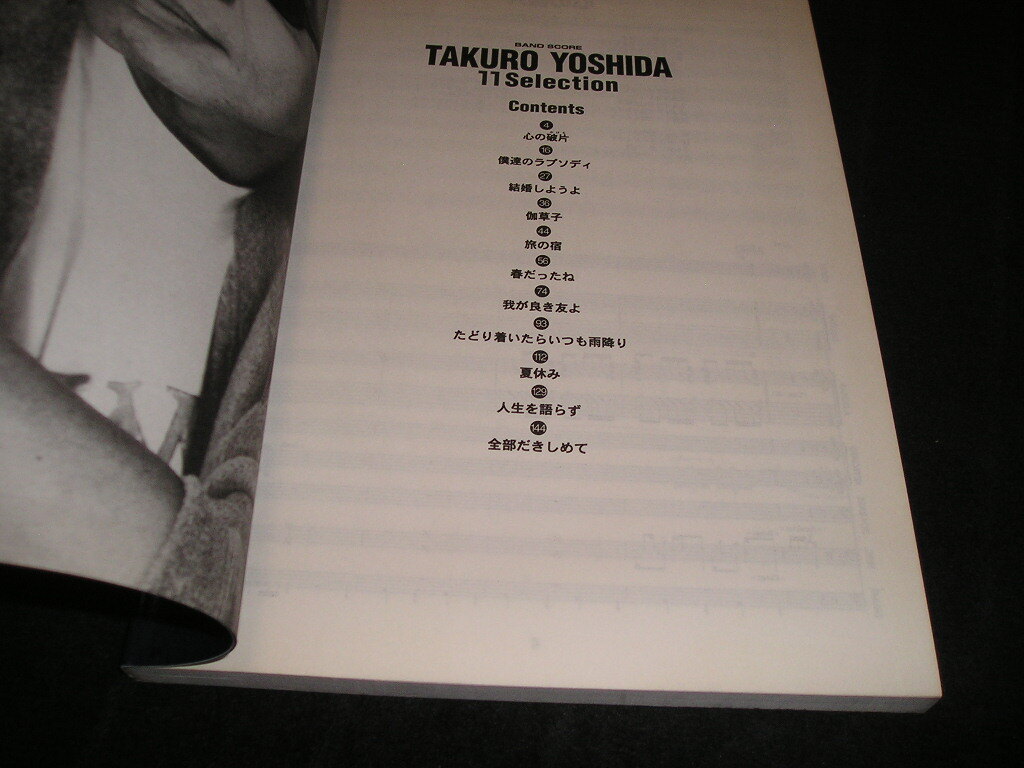 BAND SCORE
TAKURO YOSHIDA
11 Selection
Contents
4
心の破片
16
僕達のラプソディ
27
結婚しようよ
36
伽草子
44
旅の宿
56
春だったね
74
我が良き友よ
93
たどり着いたらいつも雨降り
112
夏休み
129
人生を語らず
144
全部だきしめて